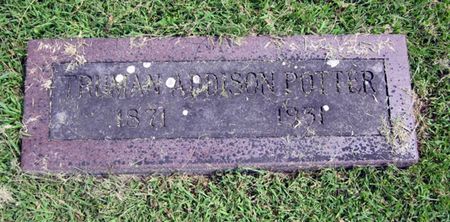 TRUMAN ADDISON POTTER
1871 1931